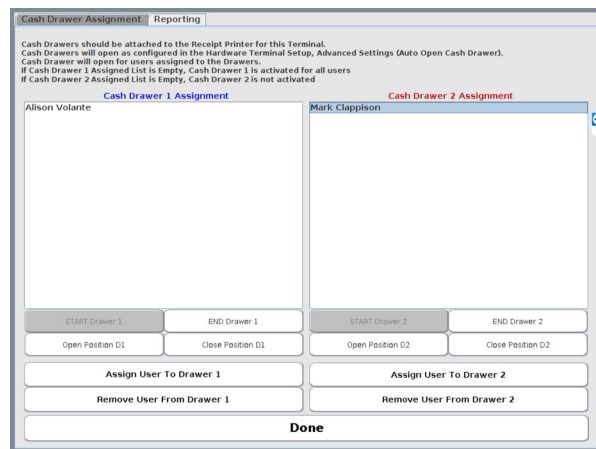 Cash Drawer Assignment Reporting
Cash Drawers should be attached to the Receipt Printer for this Terminal.
Cash Drawers will open as configured in the Hardware Terminal Setup, Advanced Settings (Auto Open Cash Drawer).
Cash Drawer will open for users assigned to the Drawers.
If Cash Drawer 1 Assigned List is Empty, Cash Drawer 1 is activated for all users
If Cash Drawer 2 Assigned List is Empty, Cash Drawer 2 is not activated
Cash Drawer 1 Assignment
Alison Volante
START Drawer 1 END Drawer 1
Open Position D1 Close Position D1
Assign User To Drawer 1
Remove User From Drawer 1
Cash Drawer 2 Assignment
Mark Clappison
START Drawer 2 END Drawer 2
Open Position D2 Close Position D2
Assign User To Drawer 2
Remove User From Drawer 2
Done